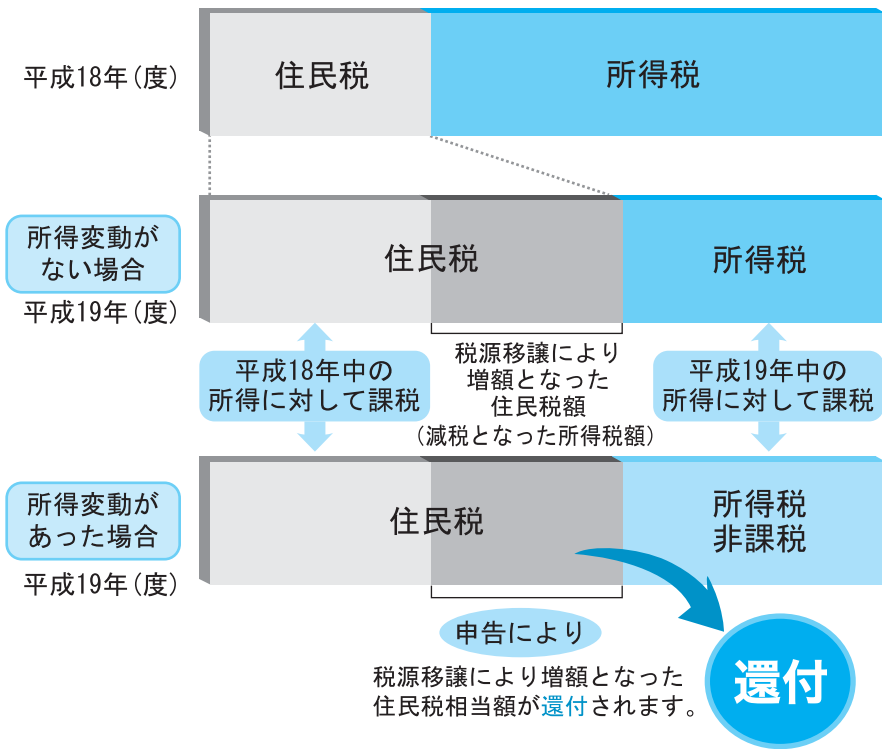 平成18年(度)
住民税
所得税
所得変動が
ない場合
平成19年(度)
住民税
所得税
平成18年中の
所得に対して課税
税源移譲により
増額となった
住民税額
(減税となった所得税額)
平成19年中の
所得に対して課税
所得変動が
あった場合
平成19年(度)
住民税
所得税
非課税
申告により
税源移譲により増額となった
住民税相当額が還付されます。
還付